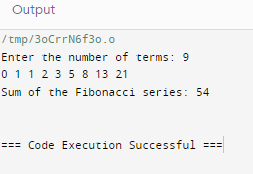 Output
/tmp/3oCrrN6f3o.o
Enter the number of terms: 9
0 1 1 2 3 5 8 13 21
Sum of the Fibonacci series: 54
=== Code Execution Successful ===